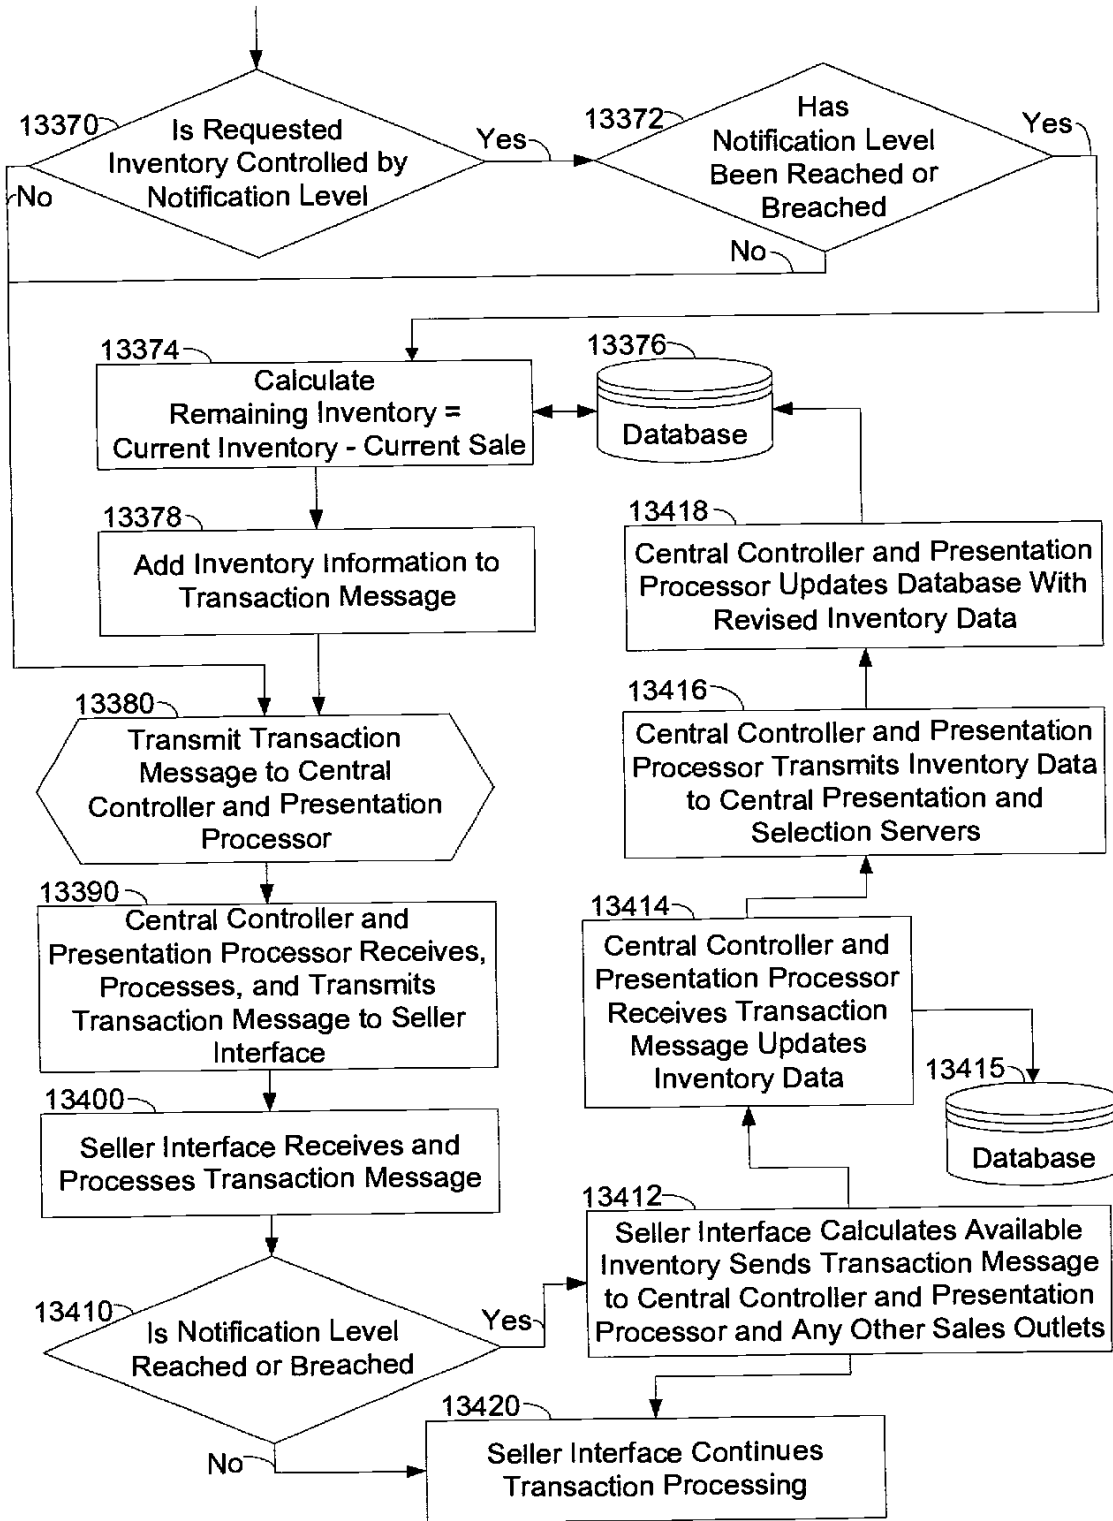 13370
Is Requested
Inventory Controlled by
Notification Level
Yes
No
13372
Has
Notification Level
Been Reached or
Breached
Yes
No
13374
Calculate
Remaining Inventory =
Current Inventory - Current Sale
13376
Database
13378
Add Inventory Information to
Transaction Message
13380
Transmit Transaction
Message to Central
Controller and Presentation
Processor
13390
Central Controller and
Presentation Processor Receives,
Processes, and Transmits
Transaction Message to Seller
Interface
13400
Seller Interface Receives and
Processes Transaction Message
13410
Is Notification Level
Reached or Breached
Yes
No
13412
Seller Interface Calculates Available
Inventory Sends Transaction Message
to Central Controller and Presentation
Processor and Any Other Sales Outlets
13414
Central Controller and
Presentation Processor
Receives Transaction
Message Updates
Inventory Data
13415
Database
13416
Central Controller and Presentation
Processor Transmits Inventory Data
to Central Presentation and
Selection Servers
13418
Central Controller and Presentation
Processor Updates Database With
Revised Inventory Data
13420
Seller Interface Continues
Transaction Processing